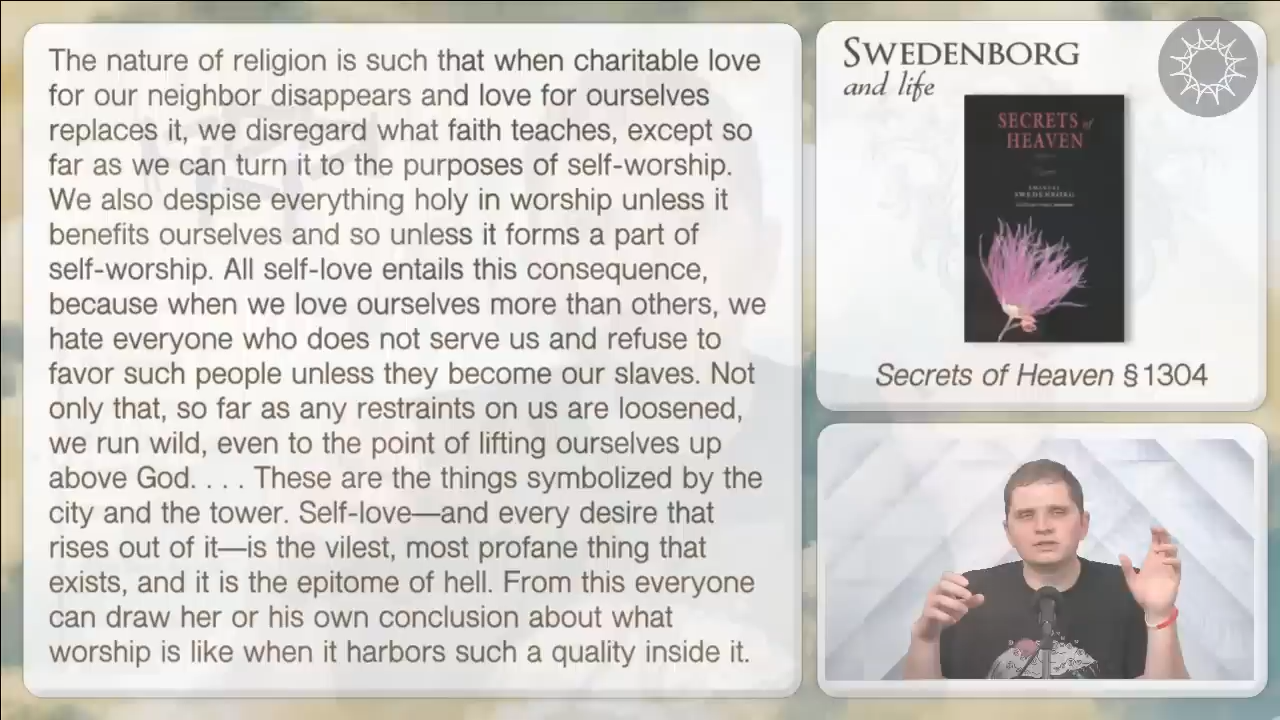 The nature of religion is such that when charitable love
for our neighbor disappears and love for ourselves
replaces it, we disregard what faith teaches, except so
far as we can turn it to the purposes of self-worship.
We also despise everything holy in worship unless it
benefits ourselves and so unless it forms a part of
self-worship. All self-love entails this consequence,
because when we love ourselves more than others, we
hate everyone who does not serve us and refuse to
favor such people unless they become our slaves. Not
only that, so far as any restraints on us are loosened,
we run wild, even to the point of lifting ourselves up
above God. . . . These are the things symbolized by the
city and the tower. Self-love—and every desire that
rises out of it—is the vilest, most profane thing that
exists, and it is the epitome of hell. From this everyone
can draw her or his own conclusion about what
worship is like when it harbors such a quality inside it.
SWEDENBORG
and life
SECRETS of
HEAVEN
SWEDENBORG
Secrets of Heaven § 1304